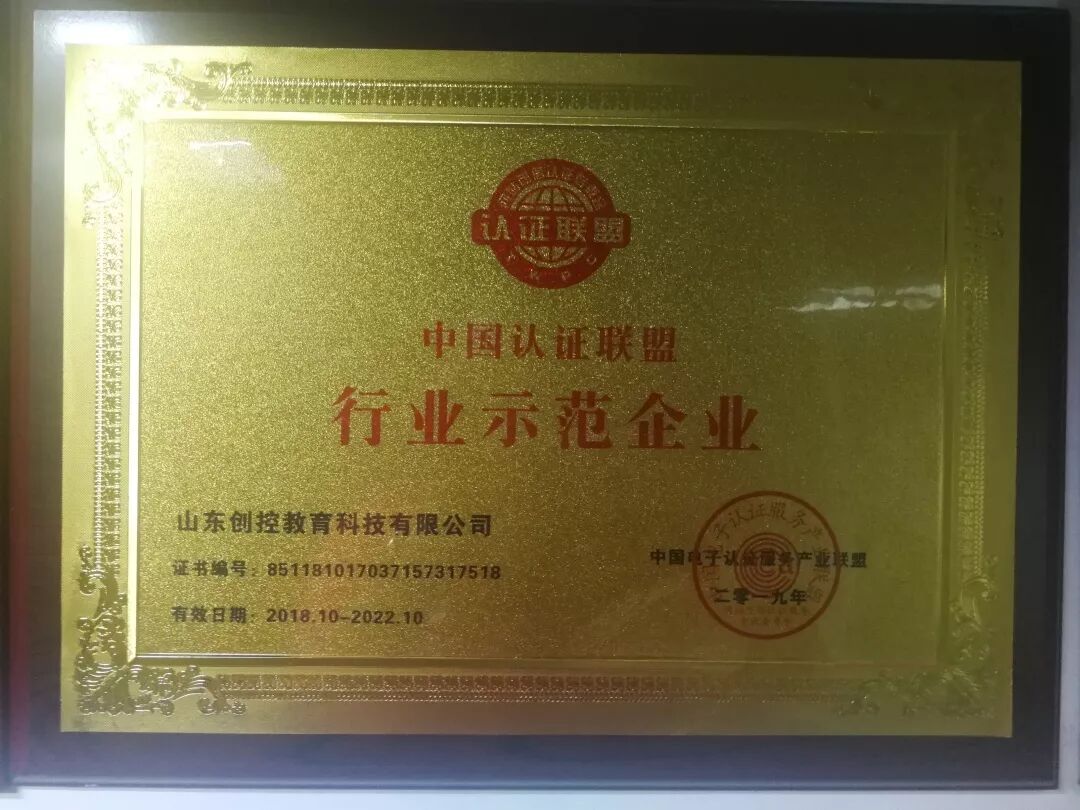 认证联盟
中国认证联盟
行业示范企业
山东创控教育科技有限公司
证书编号：8511810170371573​17518
有效日期：2018.10-2022.10
中国电子认证服务产业联盟
二零一九年